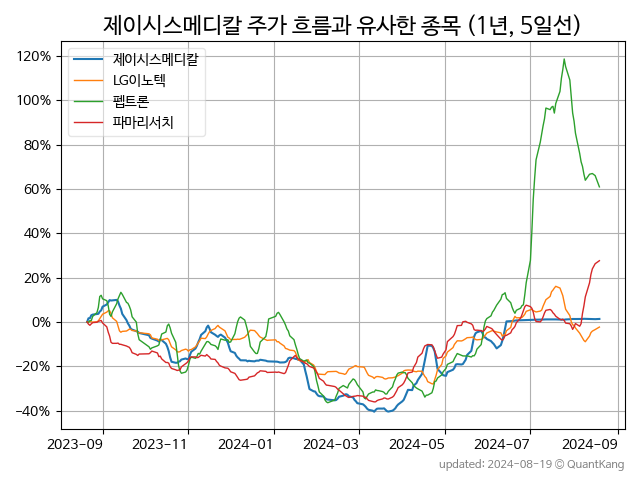 제이시스메디칼 주가 흐름과 유사한 종목 (1년, 5일선)
제이시스메디칼
LG이노텍
펩트론
파마리서치
120%
100%
80%
60%
40%
20%
0%
−20%
−40%
2023-09 2023-11 2024-01 2024-03 2024-05 2024-07 2024-09
updated: 2024-08-19 © QuantKang